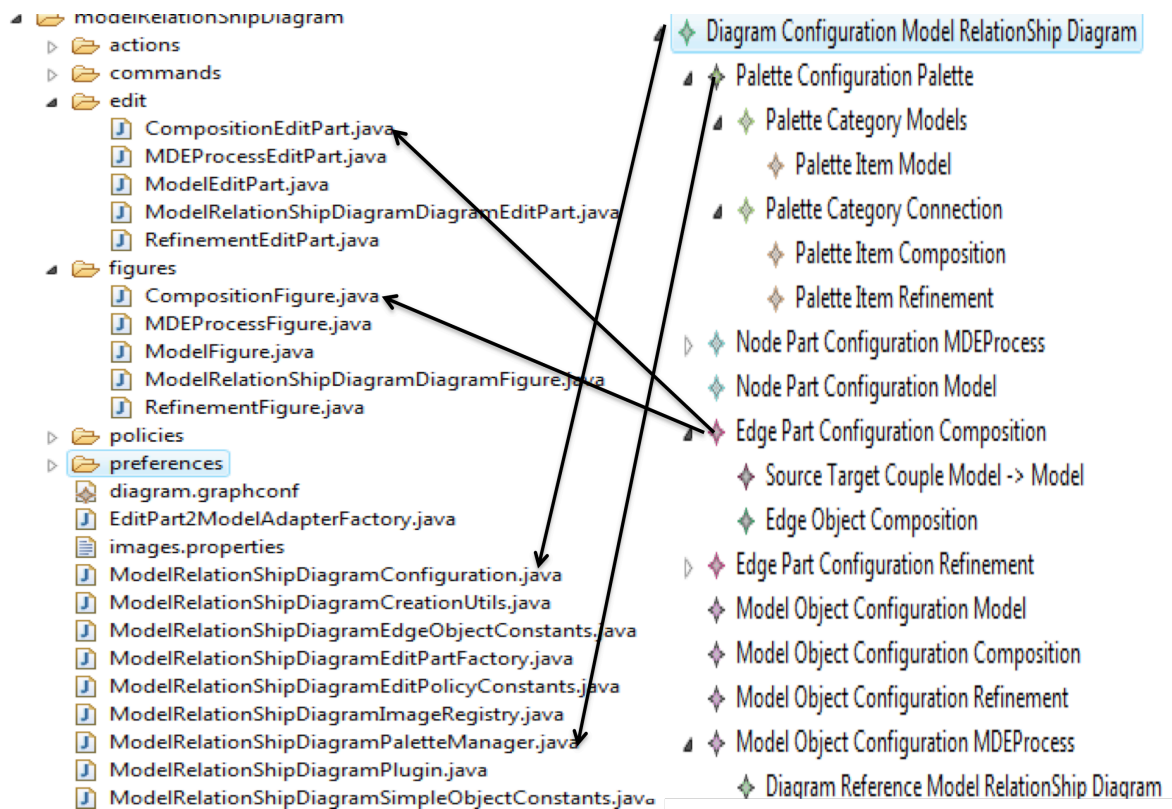 modelRelationShipDiagram
actions
commands
edit
CompositionEditPart.java
MDEProcessEditPart.java
ModelEditPart.java
ModelRelationShipDiagramDiagramEditPart.java
RefinementEditPart.java
figures
CompositionFigure.java
MDEProcessFigure.java
ModelFigure.java
ModelRelationShipDiagramDiagramFigure.java
RefinementFigure.java
policies
preferences
diagram.graphconf
EditPart2ModelAdapterFactory.java
images.properties
ModelRelationShipDiagramConfiguration.java
ModelRelationShipDiagramCreationUtils.java
ModelRelationShipDiagramEdgeObjectConstants.java
ModelRelationShipDiagramEditPartFactory.java
ModelRelationShipDiagramEditPolicyConstants.java
ModelRelationShipDiagramImageRegistry.java
ModelRelationShipDiagramPaletteManager.java
ModelRelationShipDiagramPlugin.java
ModelRelationShipDiagramSimpleObjectConstants.java
Diagram Configuration Model RelationShip Diagram
Palette Configuration Palette
Palette Category Models
Palette Item Model
Palette Category Connection
Palette Item Composition
Palette Item Refinement
Node Part Configuration MDEProcess
Node Part Configuration Model
Edge Part Configuration Composition
Source Target Couple Model -> Model
Edge Object Composition
Edge Part Configuration Refinement
Model Object Configuration Model
Model Object Configuration Composition
Model Object Configuration Refinement
Model Object Configuration MDEProcess
Diagram Reference Model RelationShip Diagram